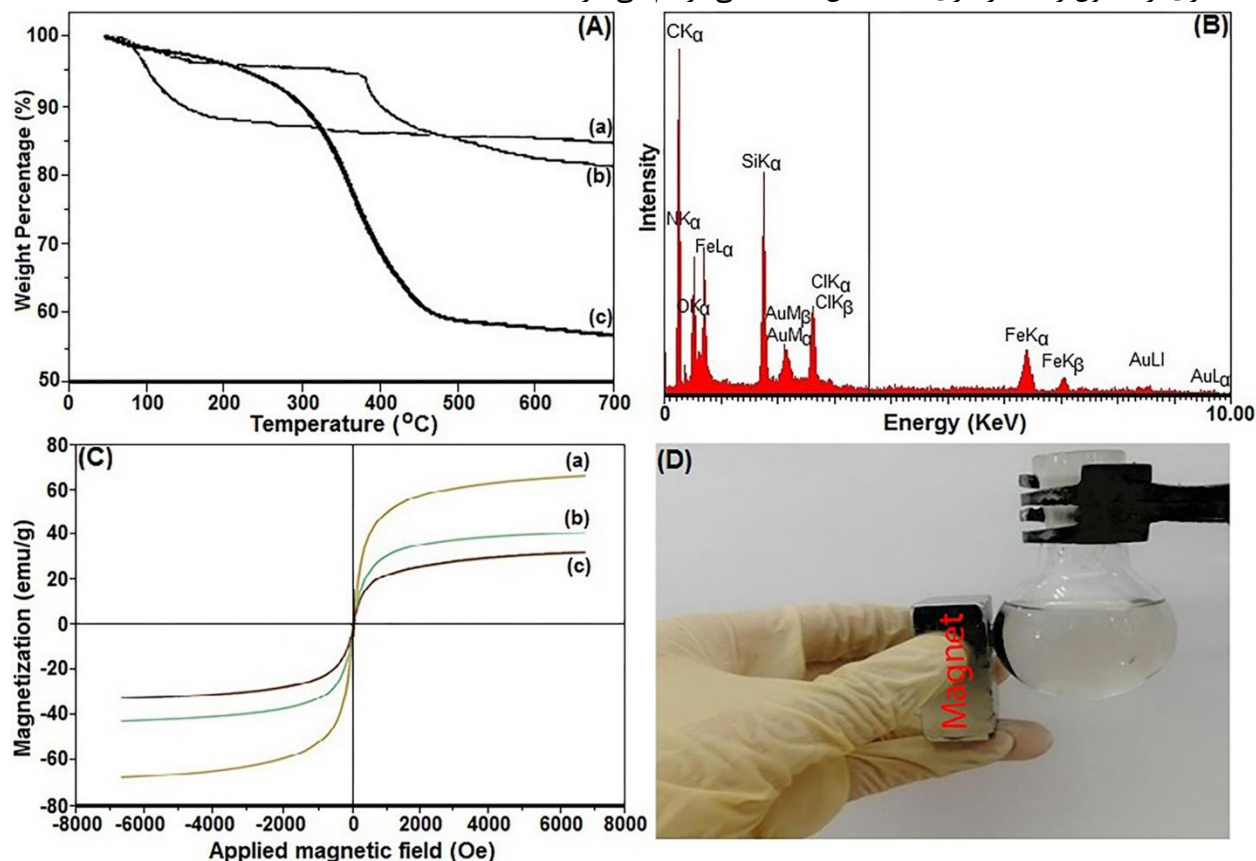 (A)
100
90
80
70
60
50
Weight Percentage (%)
(a)
(b)
(c)
0 100 200 300 400 500 600 700
Temperature (°C)
(B)
Intensity
CKα
NKα
OKα
FeLα
SiKα
AuMβ
AuMα
ClKα
ClKβ
FeKα
FeKβ
AuLl
AuLα
0 10.00
Energy (KeV)
(C)
80
60
40
20
0
-20
-40
-60
-80
Magnetization (emu/g)
(a)
(b)
(c)
-8000 -6000 -4000 -2000 0 2000 4000 6000 8000
Applied magnetic field (Oe)
(D)
Magnet